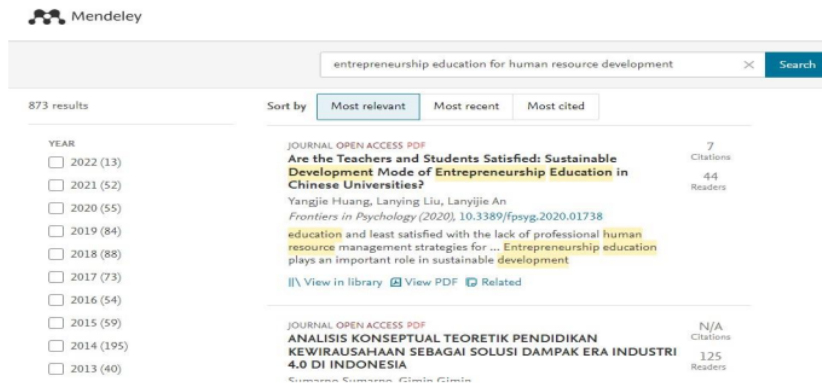 Mendeley
entrepreneurship education for human resource development × Search
873 results
Sort by Most relevant Most recent Most cited
YEAR
2022 (13)
2021 (52)
2020 (55)
2019 (84)
2018 (88)
2017 (73)
2016 (54)
2015 (59)
2014 (195)
2013 (40)
JOURNAL OPEN ACCESS PDF
Are the Teachers and Students Satisfied: Sustainable
Development Mode of Entrepreneurship Education in
Chinese Universities?
Yangjie Huang, Lanying Liu, Lanyijie An
Frontiers in Psychology (2020), 10.3389/fpsyg.2020.01738
education and least satisfied with the lack of professional human
resource management strategies for ... Entrepreneurship education
plays an important role in sustainable development
View in library View PDF Related
7
Citations
44
Readers
JOURNAL OPEN ACCESS PDF
ANALISIS KONSEPTUAL TEORETIK PENDIDIKAN
KEWIRAUSAHAAN SEBAGAI SOLUSI DAMPAK ERA INDUSTRI
4.0 DI INDONESIA
Sumarno Sumarno, Gimin Gimin
N/A
Citations
125
Readers